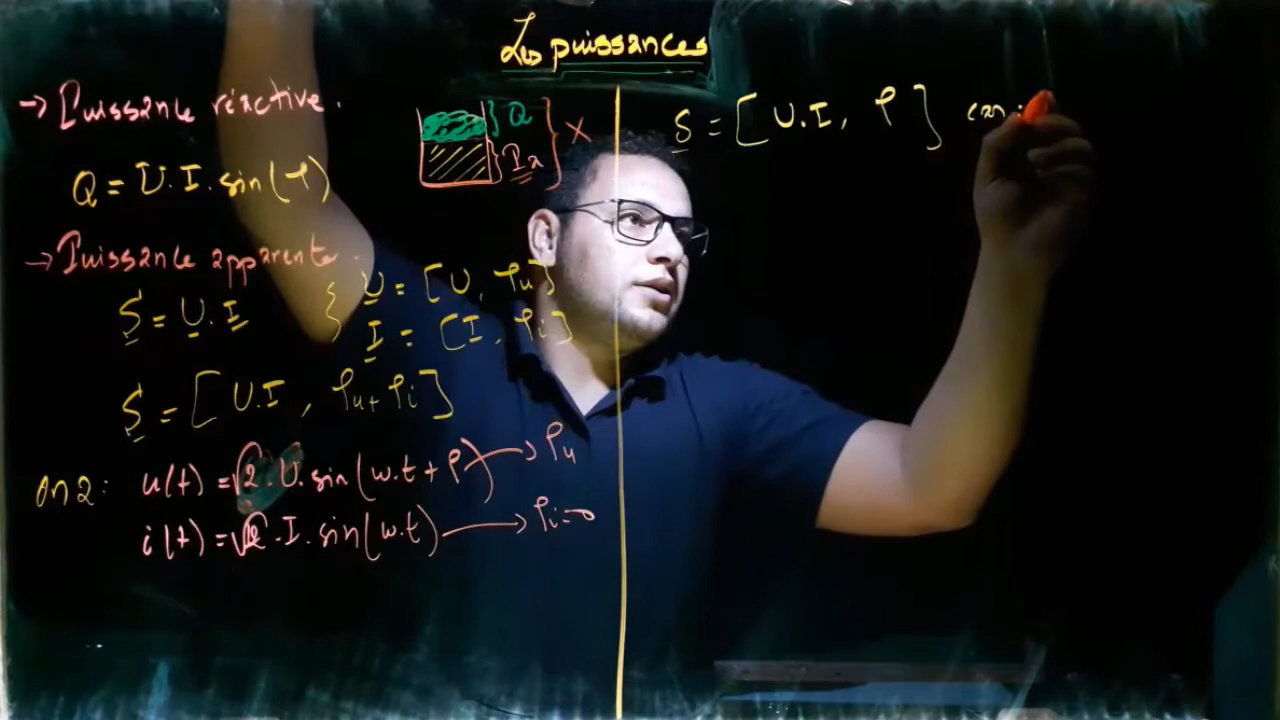 Les puissances
→ Puissance réactive.
Q = U.I.sin(φ)
} Q
} Pa
} X
→ Puissance apparente.
S = U.I
{ U = [U, φu]
I = [I, φi]
S = [U.I, φu+φi]
on a: u(t) = √2.U.sin(w.t + φ) → φu
i(t) = √2.I.sin(w.t) → φi=0
S = [U.I, φ]